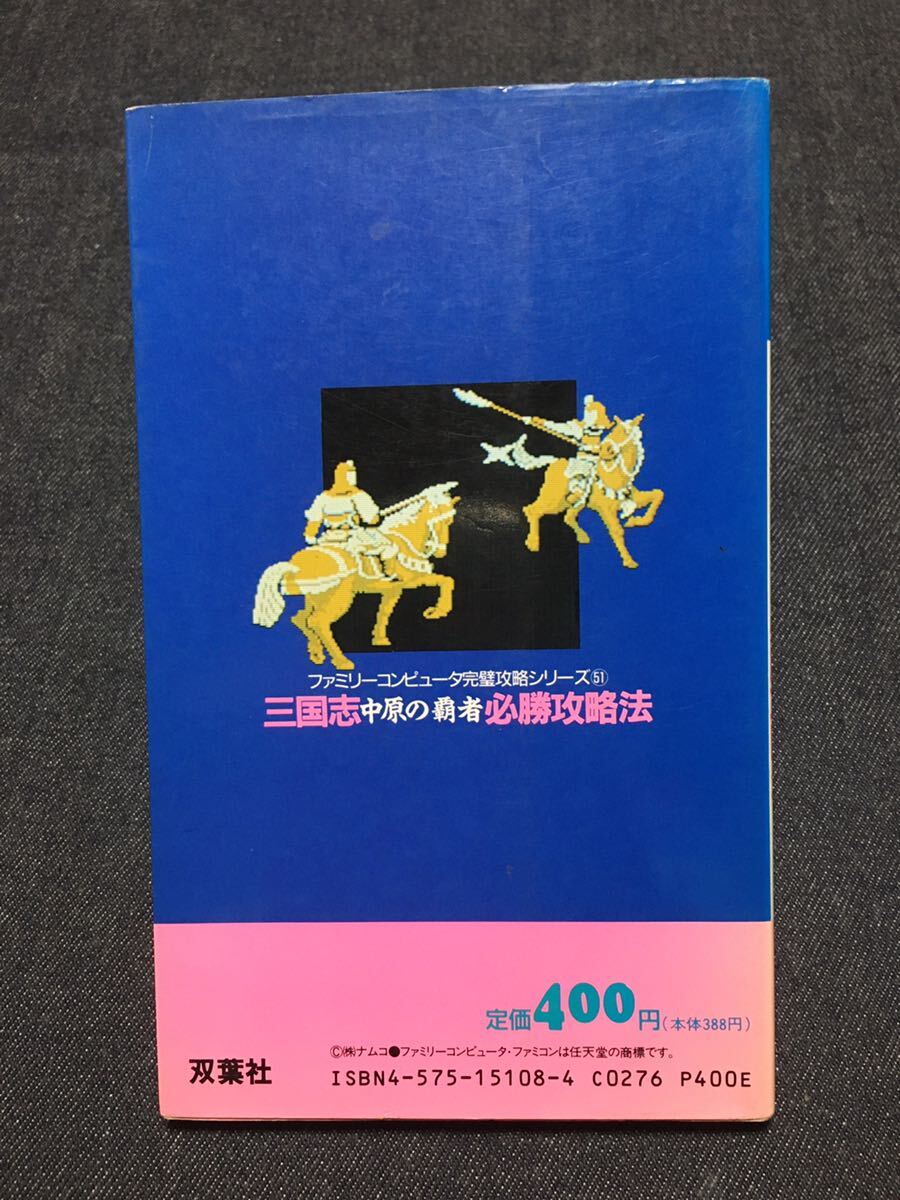 ファミリーコンピュータ完璧攻略シリーズ㊿①
三国志中原の覇者必勝攻略法
定価400円(本体388円)
Ⓒ㈱ナムコ●ファミリーコンピュータ・ファミコンは任天堂の商標です。
双葉社
ISBN4-575-15108-4 C0276 P400E